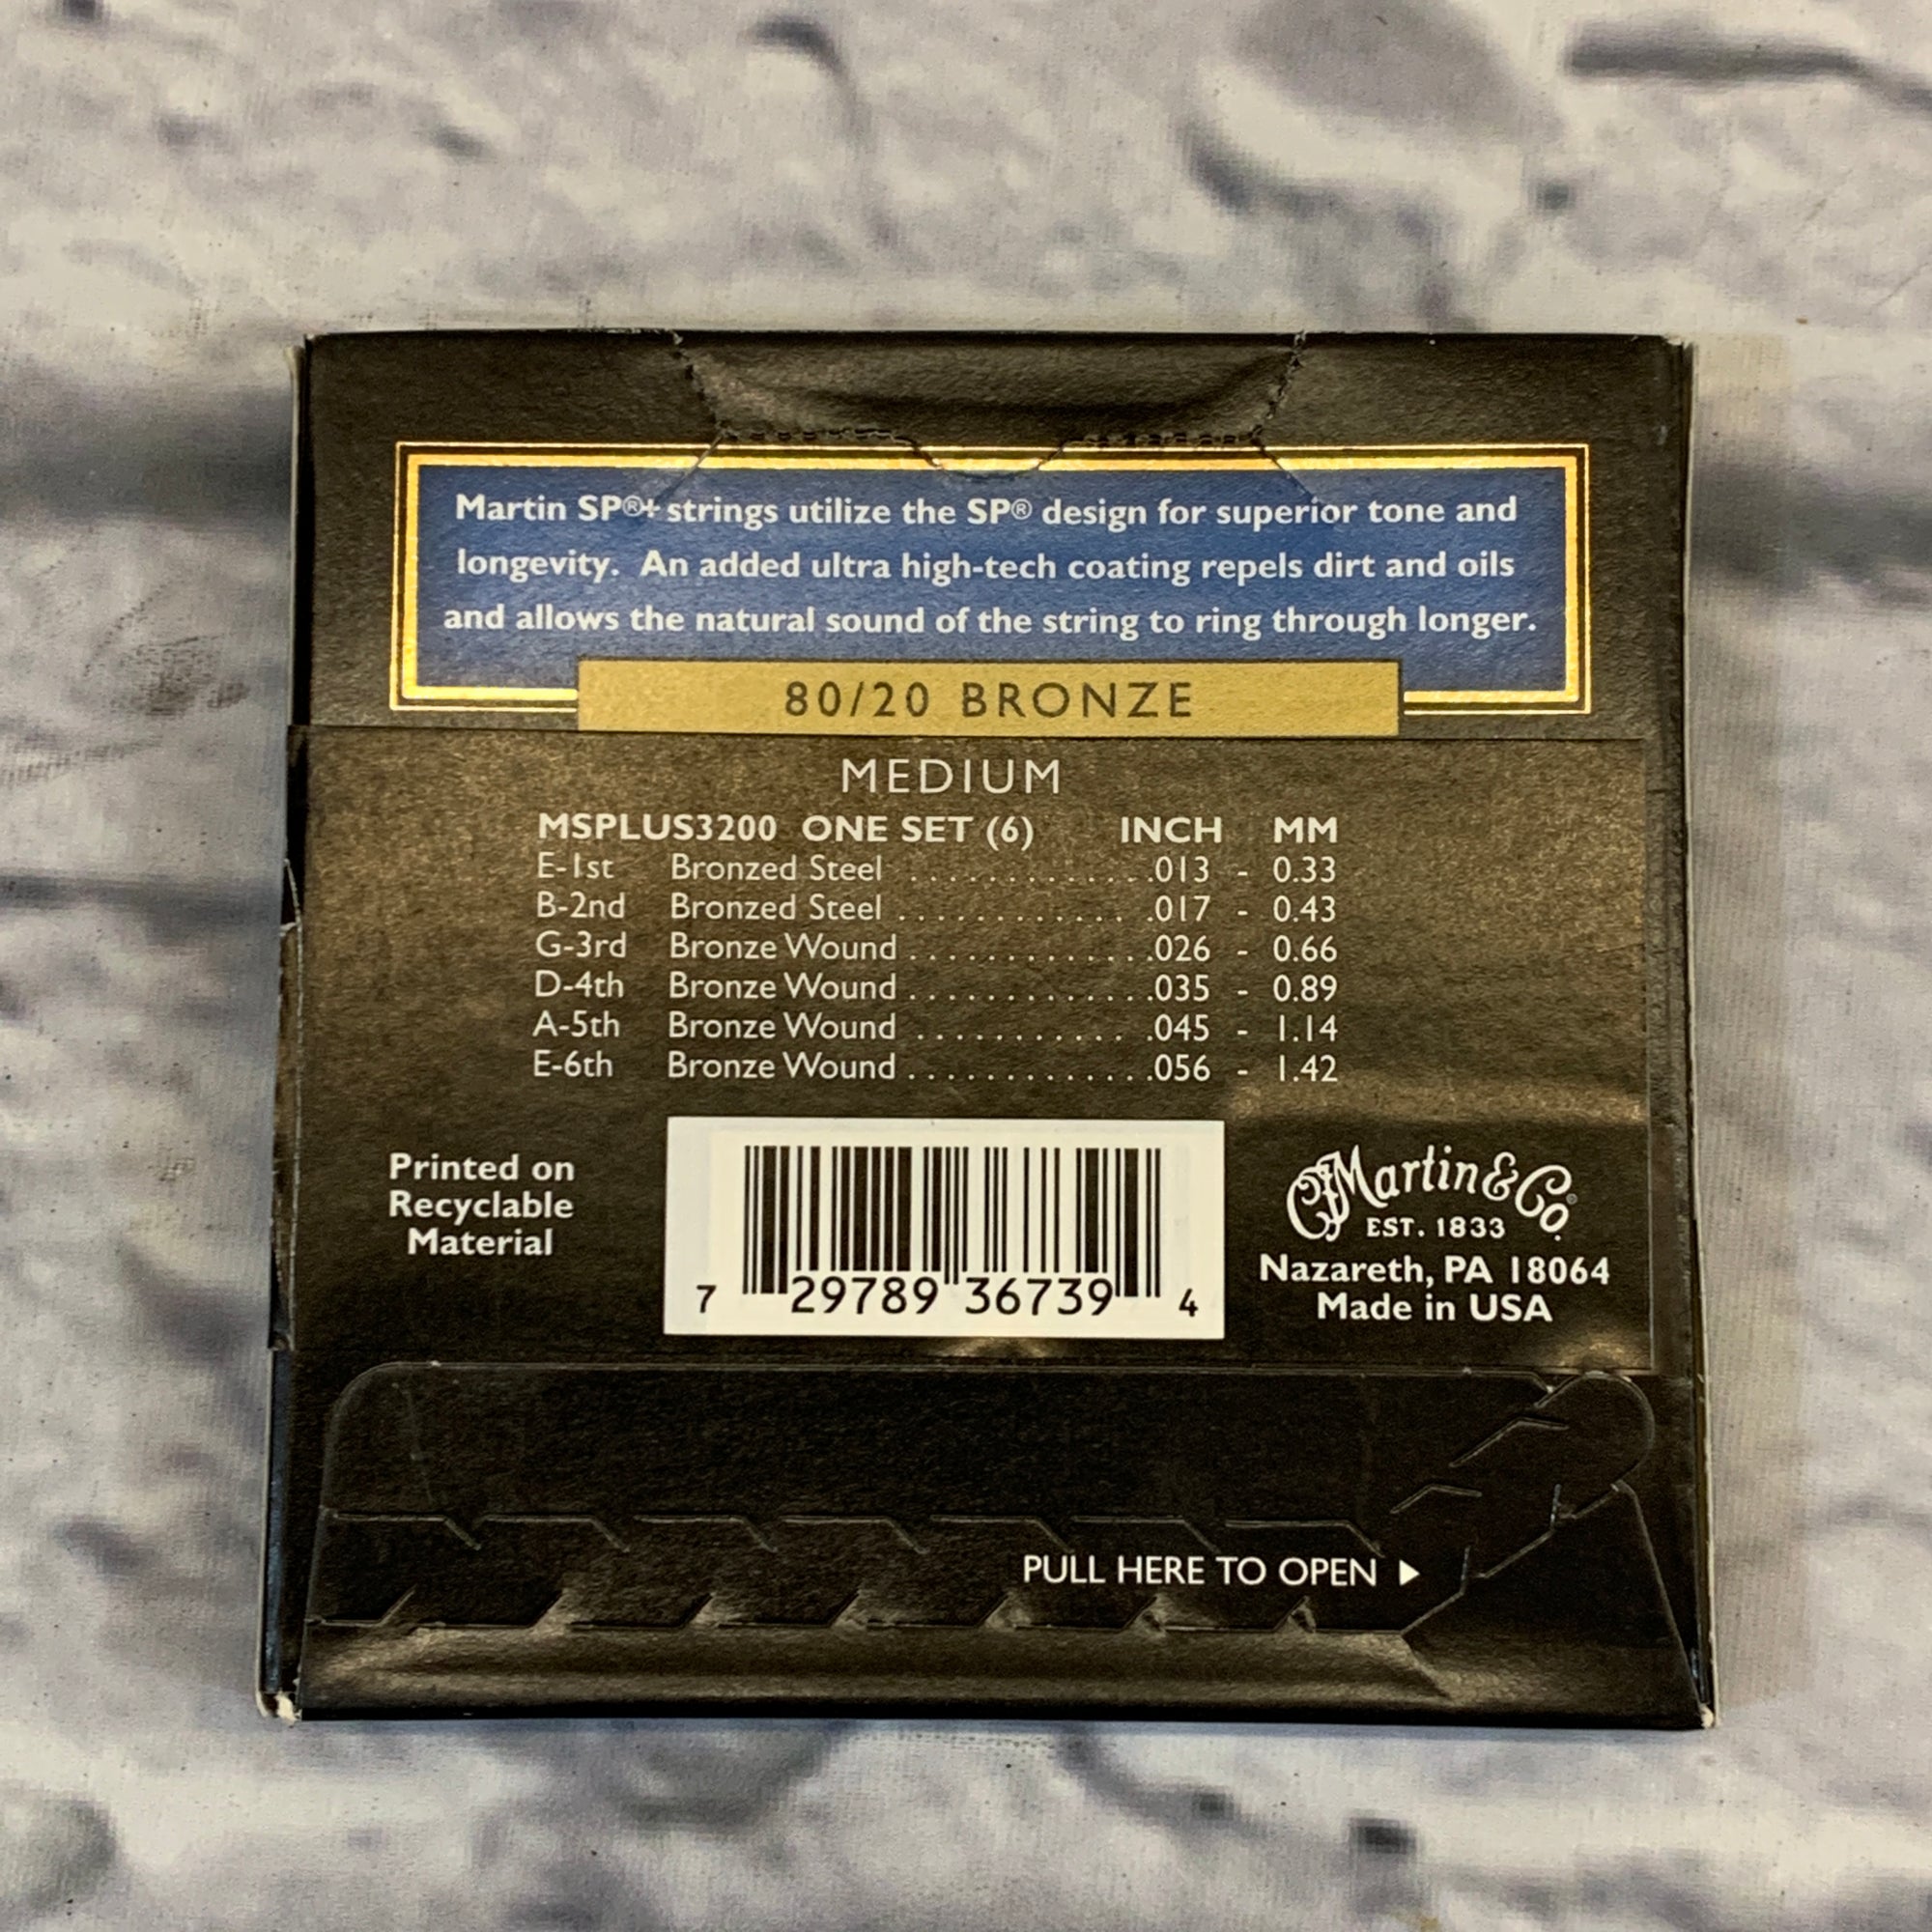 Martin SP®+ strings utilize the SP® design for superior tone and
longevity. An added ultra high-tech coating repels dirt and oils
and allows the natural sound of the string to ring through longer.
80/20 BRONZE
MEDIUM
MSPLUS3200 ONE SET (6) INCH MM
E-1st Bronzed Steel . . . . . . . . . . . . .013 - 0.33
B-2nd Bronzed Steel . . . . . . . . . . . . .017 - 0.43
G-3rd Bronze Wound . . . . . . . . . . . . .026 - 0.66
D-4th Bronze Wound . . . . . . . . . . . . .035 - 0.89
A-5th Bronze Wound . . . . . . . . . . . .045 - 1.14
E-6th Bronze Wound . . . . . . . . . . . . .056 - 1.42
Printed on
Recyclable
Material
7 29789 36739 4
CF Martin & Co®
EST. 1833
Nazareth, PA 18064
Made in USA
PULL HERE TO OPEN ▶